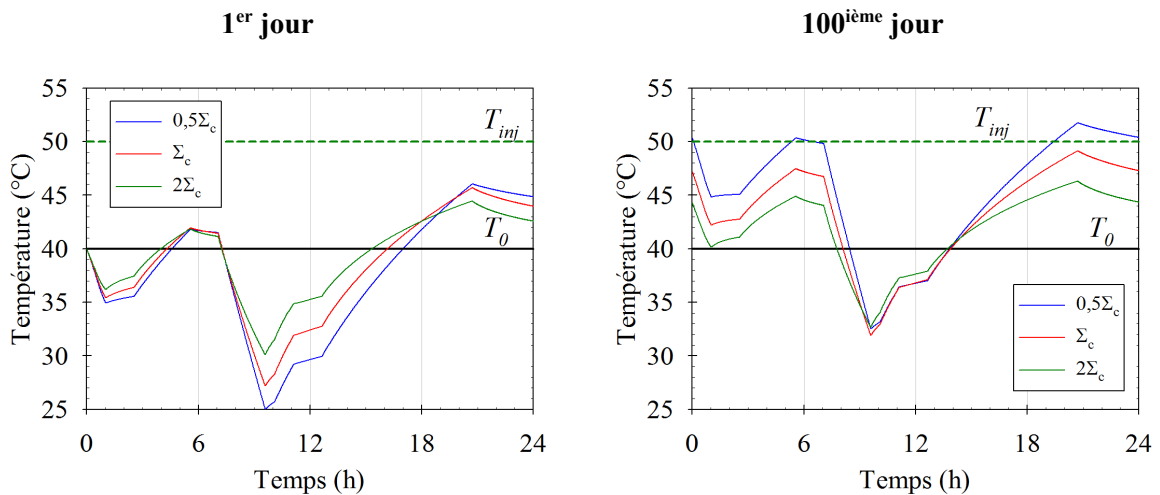 1er jour
55
50
45
40
35
30
25
Température (°C)
0,5Σc
Σc
2Σc
Tinj
T0
0
6
12
18
24
Temps (h)
100ième jour
55
50
45
40
35
30
25
Température (°C)
Tinj
T0
0,5Σc
Σc
2Σc
0
6
12
18
24
Temps (h)